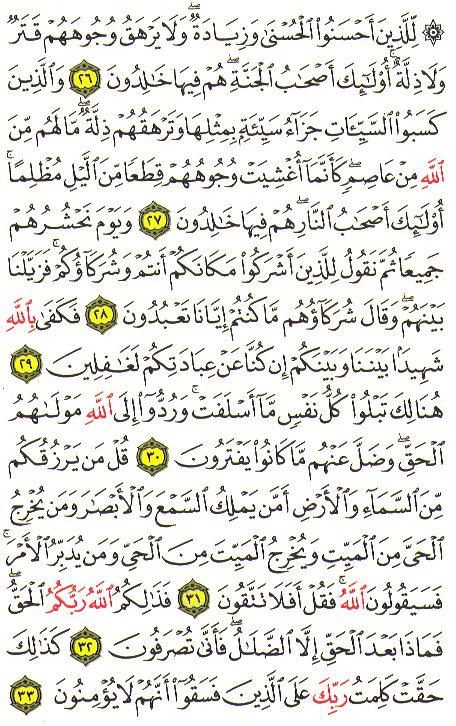 ۞ لِّلَّذِينَ أَحْسَنُوا۟ ٱلْحُسْنَىٰ وَزِيَادَةٌ ۖ وَلَا يَرْهَقُ وُجُوهَهُمْ قَتَرٌ
وَلَا ذِلَّةٌ ۚ أُو۟لَـٰٓئِكَ أَصْحَـٰبُ ٱلْجَنَّةِ ۖ هُمْ فِيهَا خَـٰلِدُونَ ٢٦ وَٱلَّذِينَ
كَسَبُوا۟ ٱلسَّيِّـَٔاتِ جَزَآءُ سَيِّئَةٍۭ بِمِثْلِهَا وَتَرْهَقُهُمْ ذِلَّةٌ ۖ مَّا لَهُم مِّنَ
ٱللَّهِ مِنْ عَاصِمٍ ۖ كَأَنَّمَآ أُغْشِيَتْ وُجُوهُهُمْ قِطَعًا مِّنَ ٱلَّيْلِ مُظْلِمًا ۚ
أُو۟لَـٰٓئِكَ أَصْحَـٰبُ ٱلنَّارِ ۖ هُمْ فِيهَا خَـٰلِدُونَ ٢٧ وَيَوْمَ نَحْشُرُهُمْ
جَمِيعًا ثُمَّ نَقُولُ لِلَّذِينَ أَشْرَكُوا۟ مَكَانَكُمْ أَنتُمْ وَشُرَكَآؤُكُمْ ۚ فَزَيَّلْنَا
بَيْنَهُمْ ۖ وَقَالَ شُرَكَآؤُهُم مَّا كُنتُمْ إِيَّانَا تَعْبُدُونَ ٢٨ فَكَفَىٰ بِٱللَّهِ
شَهِيدًۢا بَيْنَنَا وَبَيْنَكُمْ إِن كُنَّا عَنْ عِبَادَتِكُمْ لَغَـٰفِلِينَ ٢٩
هُنَالِكَ تَبْلُوا۟ كُلُّ نَفْسٍ مَّآ أَسْلَفَتْ ۚ وَرُدُّوٓا۟ إِلَى ٱللَّهِ مَوْلَىٰهُمُ
ٱلْحَقِّ ۖ وَضَلَّ عَنْهُم مَّا كَانُوا۟ يَفْتَرُونَ ٣٠ قُلْ مَن يَرْزُقُكُم
مِّنَ ٱلسَّمَآءِ وَٱلْأَرْضِ أَمَّن يَمْلِكُ ٱلسَّمْعَ وَٱلْأَبْصَـٰرَ وَمَن يُخْرِجُ
ٱلْحَىَّ مِنَ ٱلْمَيِّتِ وَيُخْرِجُ ٱلْمَيِّتَ مِنَ ٱلْحَىِّ وَمَن يُدَبِّرُ ٱلْأَمْرَ ۚ
فَسَيَقُولُونَ ٱللَّهُ ۚ فَقُلْ أَفَلَا تَتَّقُونَ ٣١ فَذَٰلِكُمُ ٱللَّهُ رَبُّكُمُ ٱلْحَقُّ ۖ
فَمَاذَا بَعْدَ ٱلْحَقِّ إِلَّا ٱلضَّلَـٰلُ ۖ فَأَنَّىٰ تُصْرَفُونَ ٣٢ كَذَٰلِكَ
حَقَّتْ كَلِمَتُ رَبِّكَ عَلَى ٱلَّذِينَ فَسَقُوٓا۟ أَنَّهُمْ لَا يُؤْمِنُونَ ٣٣